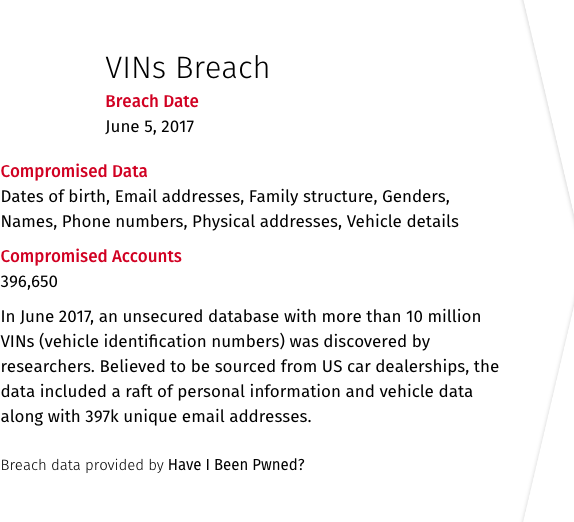 VINs Breach
Breach Date
June 5, 2017
Compromised Data
Dates of birth, Email addresses, Family structure, Genders,
Names, Phone numbers, Physical addresses, Vehicle details
Compromised Accounts
396,650
In June 2017, an unsecured database with more than 10 million
VINs (vehicle identification numbers) was discovered by
researchers. Believed to be sourced from US car dealerships, the
data included a raft of personal information and vehicle data
along with 397k unique email addresses.
Breach data provided by Have I Been Pwned?